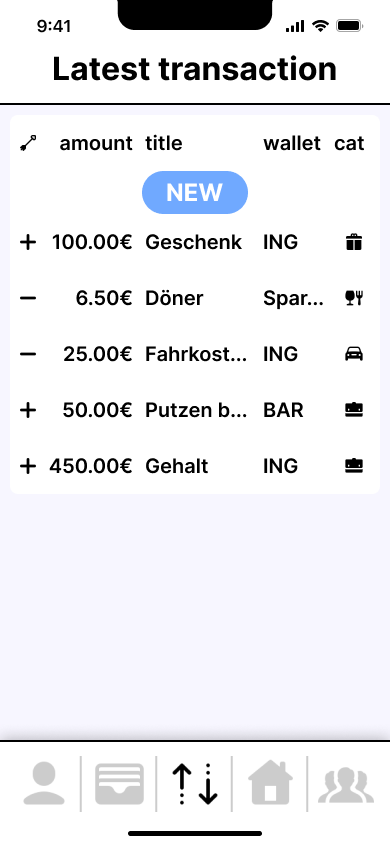 9:41
Latest transaction
amount title wallet cat
NEW
+ 100.00€ Geschenk ING
− 6.50€ Döner Spar...
− 25.00€ Fahrkost...  ING
+ 50.00€ Putzen b... BAR
+ 450.00€ Gehalt ING